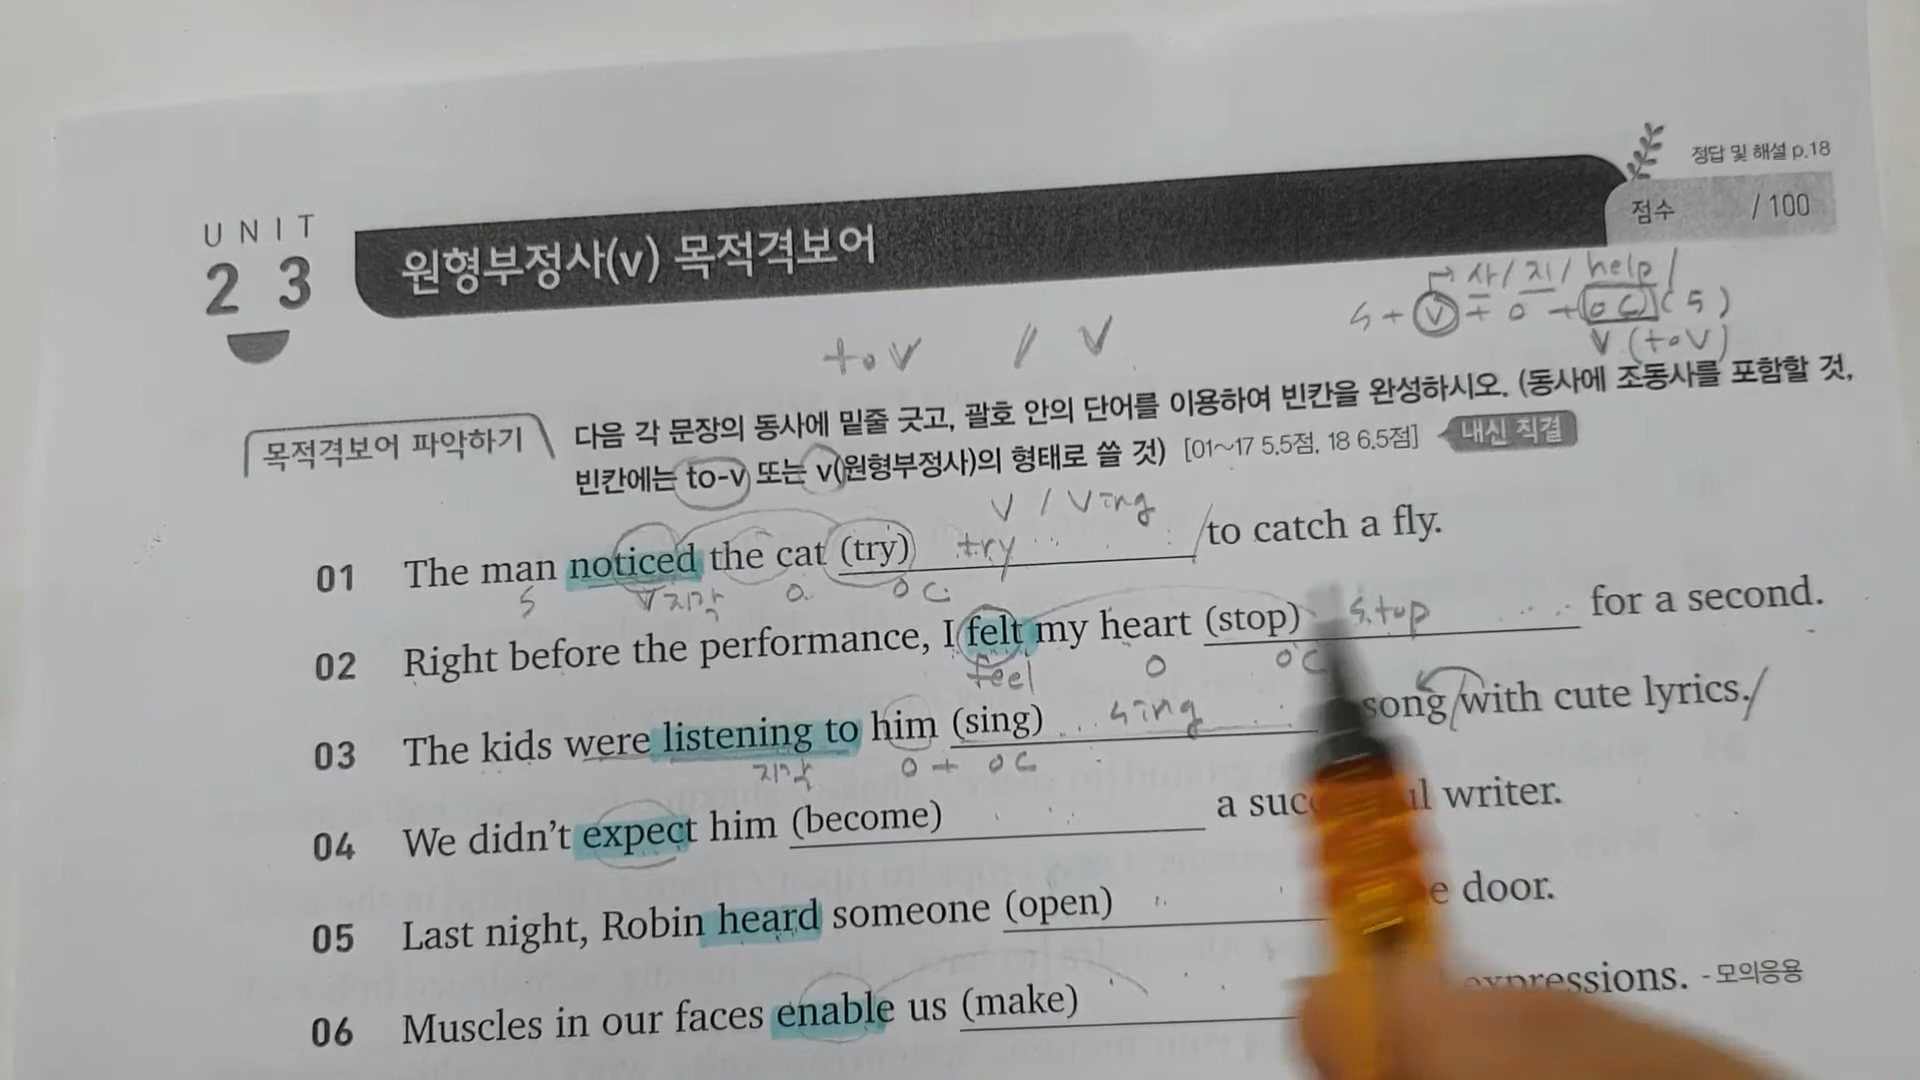 정답 및 해설 p.18
UNIT
23
원형부정사(v) 목적격보어
점수 / 100
사/지/help/
S + V + O + OC (5)
V (toV)
toV / V
목적격보어 파악하기
다음 각 문장의 동사에 밑줄 긋고, 괄호 안의 단어를 이용하여 빈칸을 완성하시오. (동사에 조동사를 포함할 것,
빈칸에는 to-v 또는 v(원형부정사)의 형태로 쓸 것) [01~17 5.5점, 18 6.5점] 내신 직결
V / Ving
01 The man noticed the cat (try) try to catch a fly.
S V 지각 O. OC
02 Right before the performance, I felt my heart (stop) stop for a second.
feel O OC
03 The kids were listening to him (sing) sing song with cute lyrics.
지각 O + OC
04 We didn't expect him (become) a writer.
05 Last night, Robin heard someone (open) door.
06 Muscles in our faces enable us (make) expressions. - 모의응용